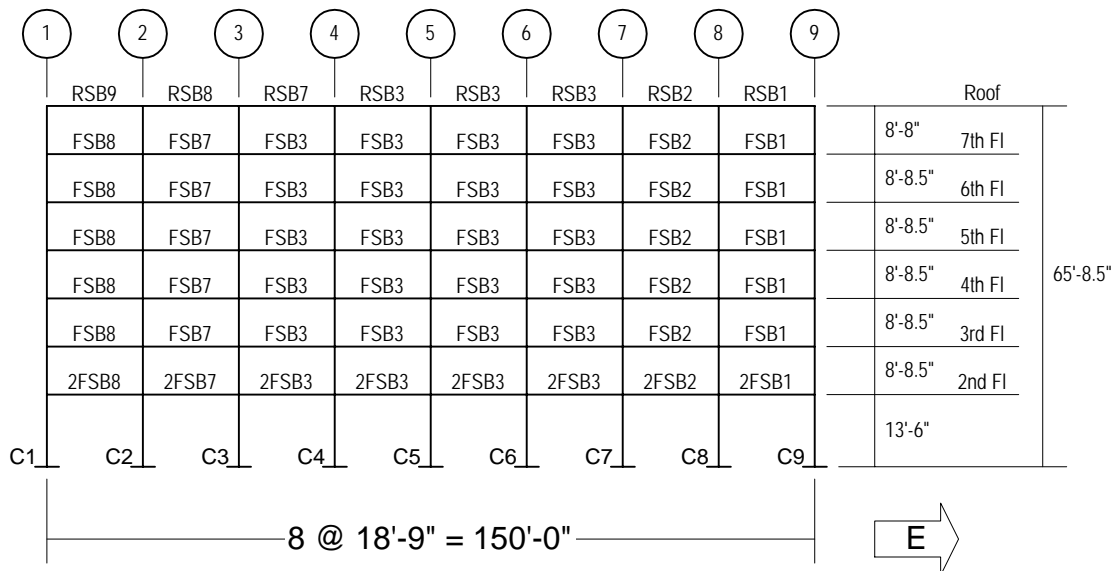 1 2 3 4 5 6 7 8 9
RSB9 RSB8 RSB7 RSB3 RSB3 RSB3 RSB2 RSB1 Roof
FSB8 FSB7 FSB3 FSB3 FSB3 FSB3 FSB2 FSB1 8'-8" 7th Fl
FSB8 FSB7 FSB3 FSB3 FSB3 FSB3 FSB2 FSB1 8'-8.5" 6th Fl
FSB8 FSB7 FSB3 FSB3 FSB3 FSB3 FSB2 FSB1 8'-8.5" 5th Fl
FSB8 FSB7 FSB3 FSB3 FSB3 FSB3 FSB2 FSB1 8'-8.5" 4th Fl 65'-8.5"
FSB8 FSB7 FSB3 FSB3 FSB3 FSB3 FSB2 FSB1 8'-8.5" 3rd Fl
2FSB8 2FSB7 2FSB3 2FSB3 2FSB3 2FSB3 2FSB2 2FSB1 8'-8.5" 2nd Fl
13'-6"
C1 C2 C3 C4 C5 C6 C7 C8 C9
8 @ 18'-9" = 150'-0" E